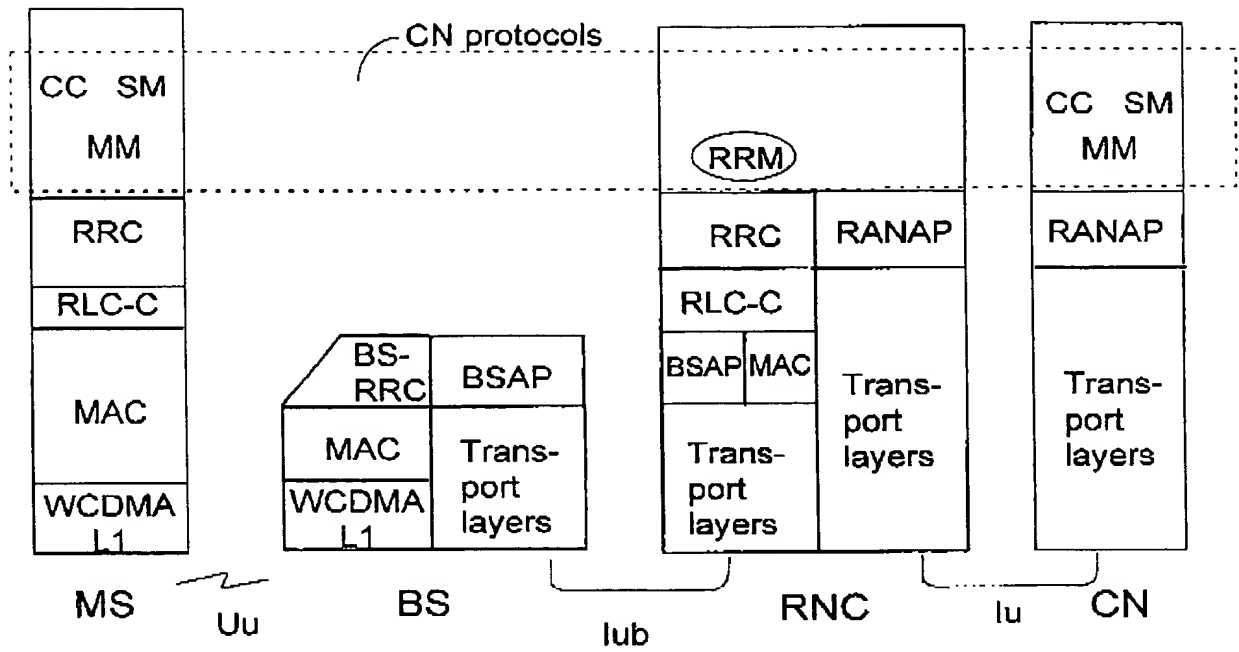 CN protocols
CC SM
MM
RRC
RLC-C
MAC
WCDMA
L1
MS
Uu
BS-
RRC
BSAP
MAC
Trans-
port
layers
WCDMA
L1
BS
Iub
RRM
RRC
RANAP
RLC-C
BSAP
MAC
Trans-
port
layers
Trans-
port
layers
RNC
Iu
CC SM
MM
RANAP
Trans-
port
layers
CN